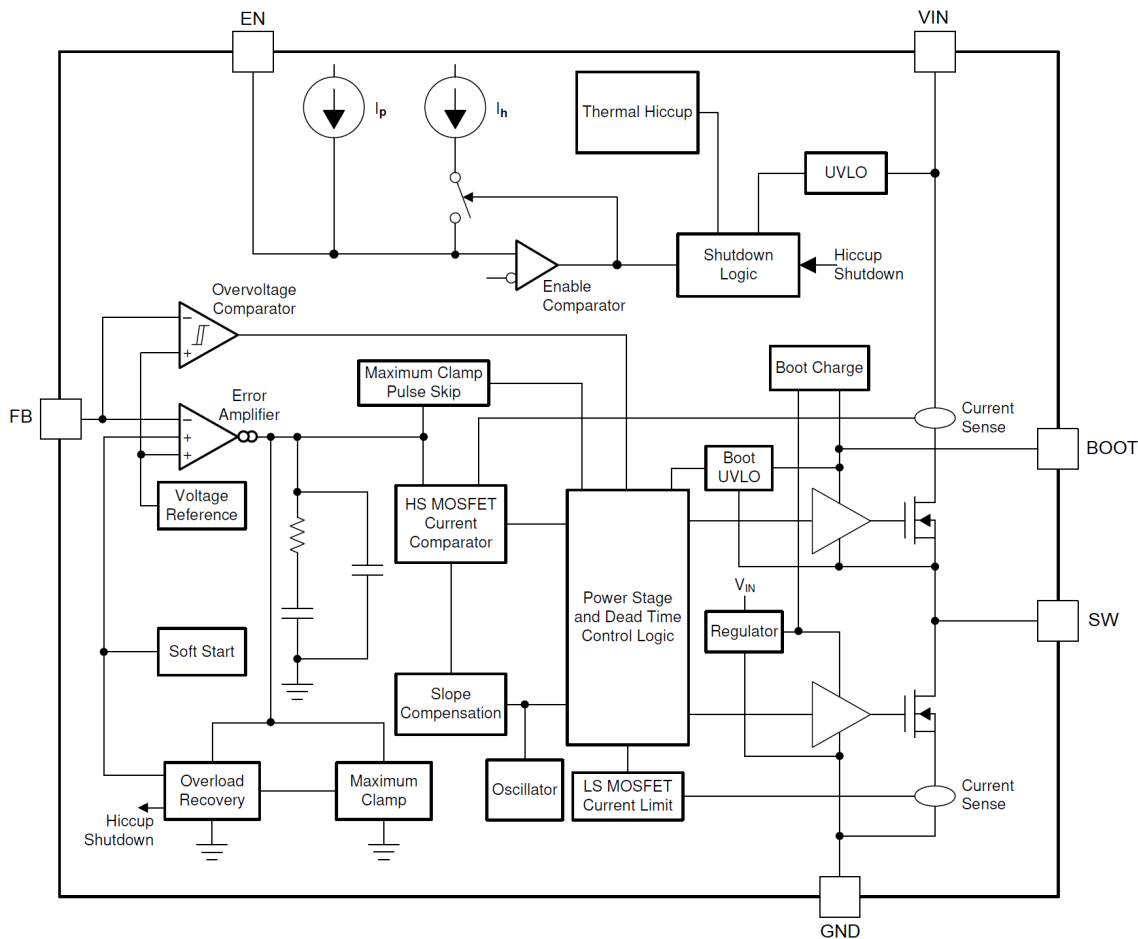 EN
VIN
Ip
Ih
Thermal Hiccup
UVLO
Shutdown
Logic
Hiccup
Shutdown
Enable
Comparator
Overvoltage
Comparator
−
+
Boot Charge
Maximum Clamp
Pulse Skip
FB
Error
Amplifier
−
+
+
Current
Sense
BOOT
Boot
UVLO
Voltage
Reference
HS MOSFET
Current
Comparator
VIN
Power Stage
and Dead Time
Control Logic
Regulator
SW
Soft Start
Slope
Compensation
Overload
Recovery
Maximum
Clamp
Oscillator
LS MOSFET
Current Limit
Current
Sense
Hiccup
Shutdown
GND